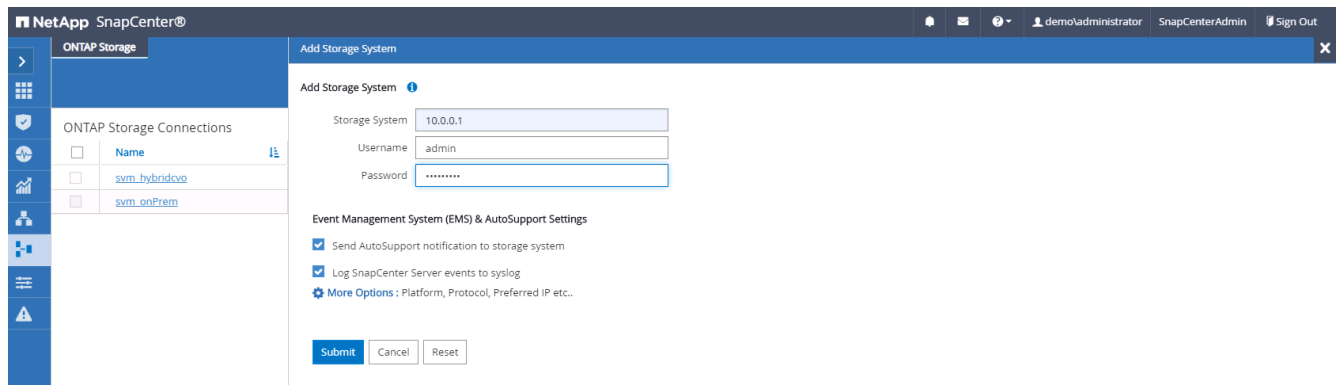 NetApp SnapCenter® demo\administrator SnapCenterAdmin Sign Out
ONTAP Storage
Add Storage System
ONTAP Storage Connections
Name
svm_hybridcvo
svm_onPrem
Add Storage System
Storage System 10.0.0.1
Username admin
Password •••••••••
Event Management System (EMS) & AutoSupport Settings
Send AutoSupport notification to storage system
Log SnapCenter Server events to syslog
More Options : Platform, Protocol, Preferred IP etc..
Submit Cancel Reset